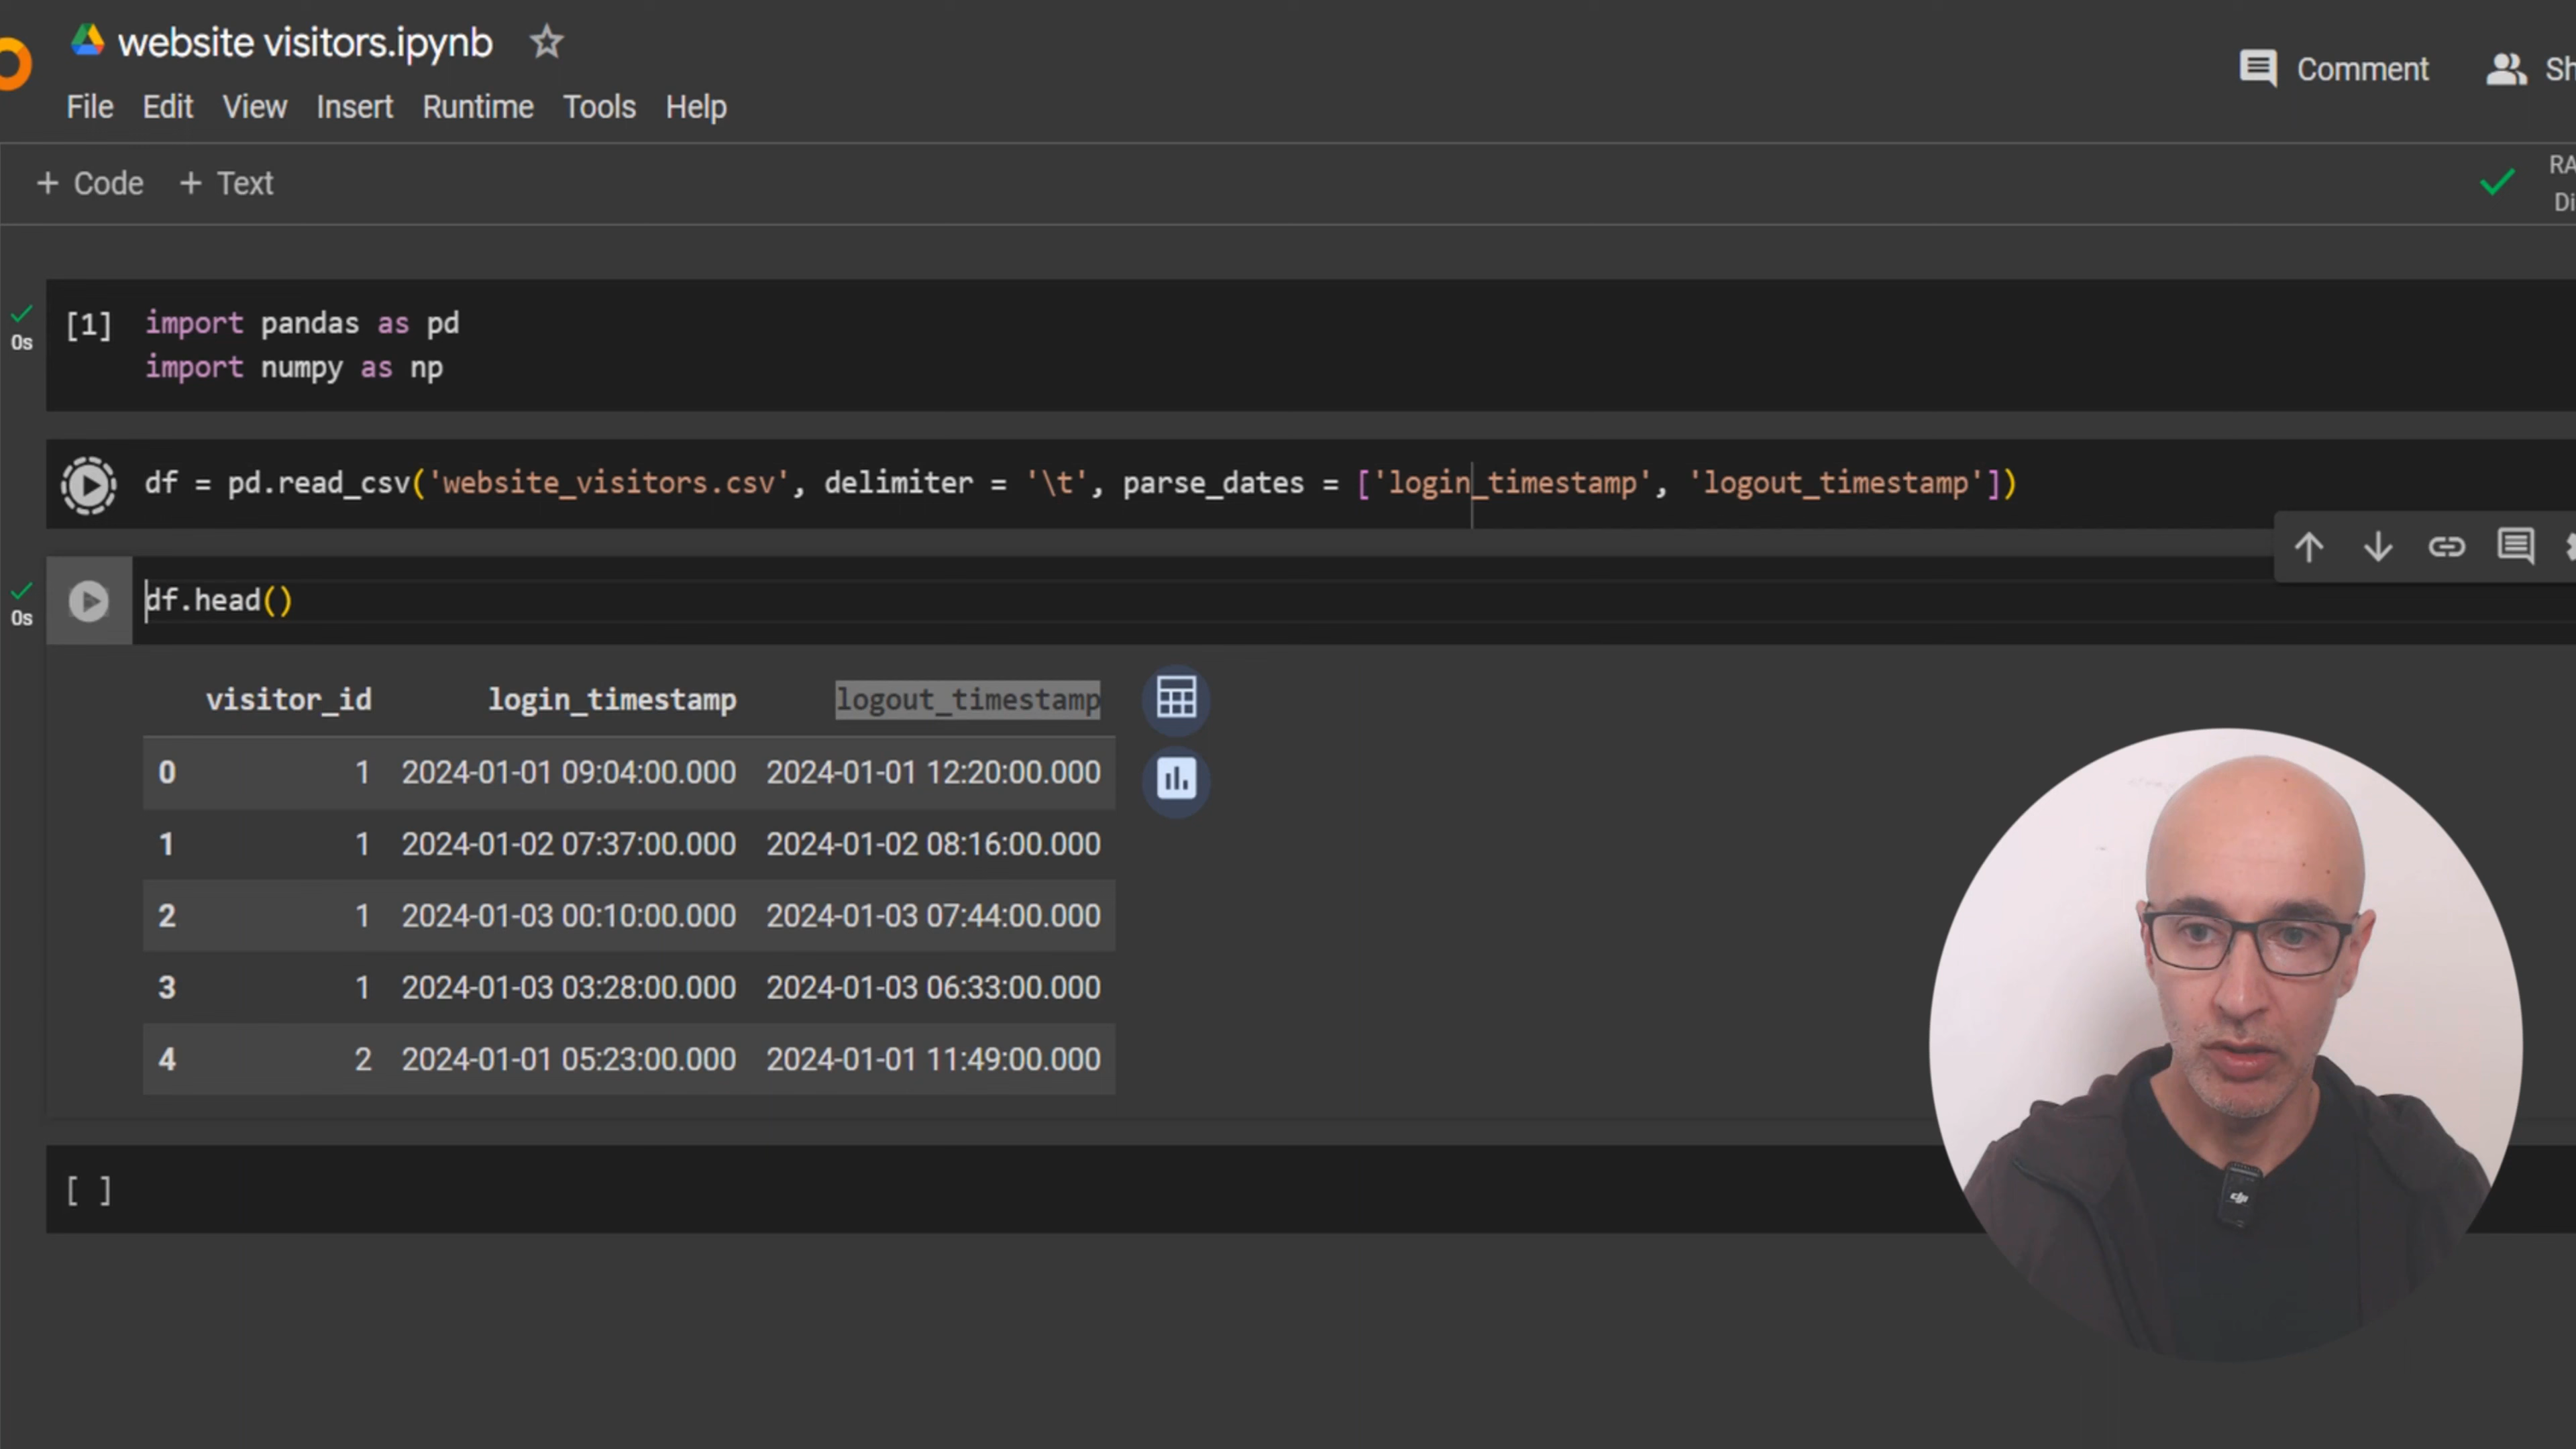 website visitors.ipynb
Comment
File Edit View Insert Runtime Tools Help
+ Code + Text
0s
[1] import pandas as pd
import numpy as np
df = pd.read_csv('website_visitors.csv', delimiter = '\t', parse_dates = ['login_timestamp', 'logout_timestamp'])
0s
df.head()
visitor_id login_timestamp logout_timestamp
0 1 2024-01-01 09:04:00.000 2024-01-01 12:20:00.000
1 1 2024-01-02 07:37:00.000 2024-01-02 08:16:00.000
2 1 2024-01-03 00:10:00.000 2024-01-03 07:44:00.000
3 1 2024-01-03 03:28:00.000 2024-01-03 06:33:00.000
4 2 2024-01-01 05:23:00.000 2024-01-01 11:49:00.000
[ ]
dji